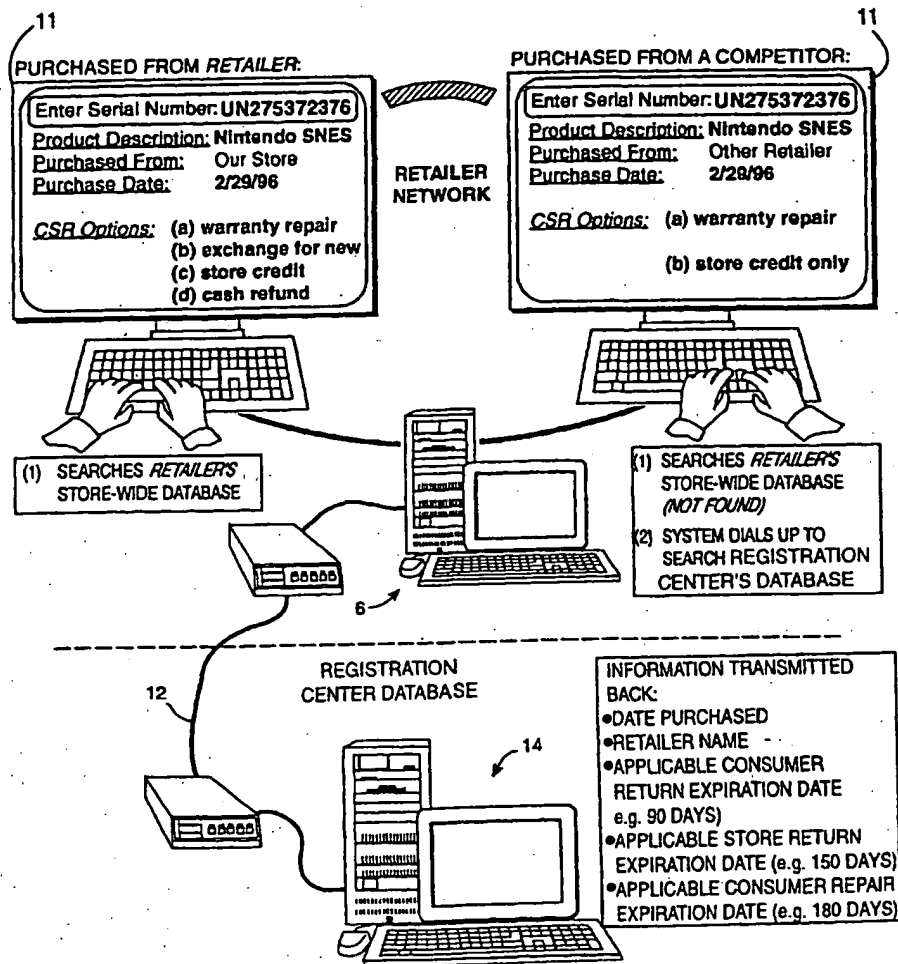 11
11
PURCHASED FROM RETAILER:
Enter Serial Number: UN275372376
Product Description: Nintendo SNES
Purchased From: Our Store
Purchase Date: 2/29/96
CSR Options: (a) warranty repair
(b) exchange for new
(c) store credit
(d) cash refund
RETAILER
NETWORK
PURCHASED FROM A COMPETITOR:
Enter Serial Number: UN275372376
Product Description: Nintendo SNES
Purchased From: Other Retailer
Purchase Date: 2/29/96
CSR Options: (a) warranty repair
(b) store credit only
(1) SEARCHES RETAILER'S
STORE-WIDE DATABASE
(1) SEARCHES RETAILER'S
STORE-WIDE DATABASE
(NOT FOUND)
(2) SYSTEM DIALS UP TO
SEARCH REGISTRATION
CENTER'S DATABASE
6
REGISTRATION
CENTER DATABASE
12
14
INFORMATION TRANSMITTED
BACK:
•DATE PURCHASED
•RETAILER NAME
•APPLICABLE CONSUMER
RETURN EXPIRATION DATE
e.g. 90 DAYS)
•APPLICABLE STORE RETURN
EXPIRATION DATE (e.g. 150 DAYS)
•APPLICABLE CONSUMER REPAIR
EXPIRATION DATE (e.g. 180 DAYS)